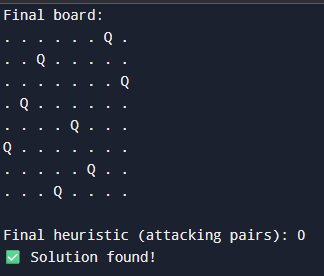 Final board:
. . . . . . Q .
. . Q . . . . .
. . . . . . . Q
. Q . . . . . .
. . . . Q . . .
Q . . . . . . .
. . . . . Q . .
. . . Q . . . .
Final heuristic (attacking pairs): 0
✅ Solution found!